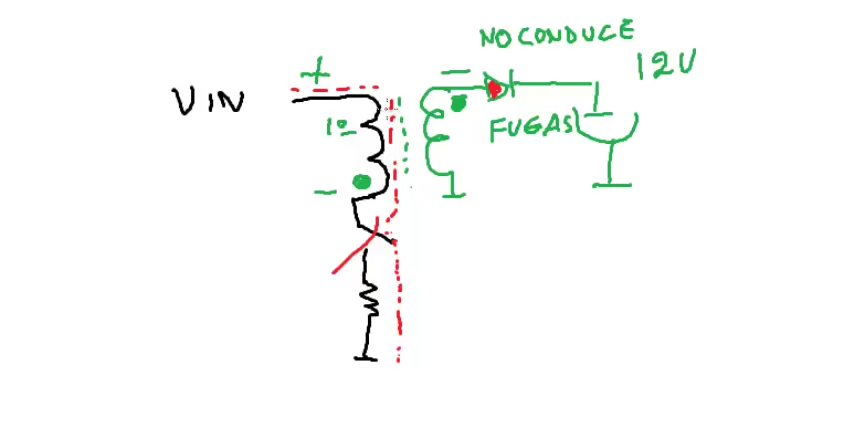 NO CONDUCE
+
-
12V
VIN
1º
FUGAS
-